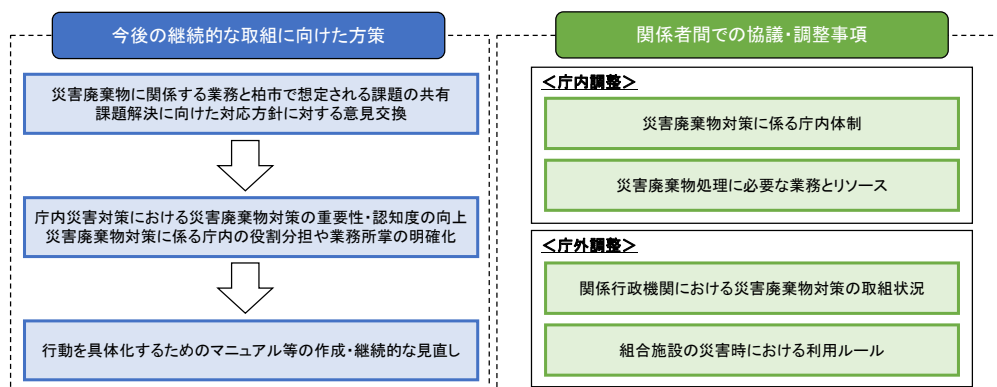 今後の継続的な取組に向けた方策
災害廃棄物に関係する業務と柏市で想定される課題の共有
課題解決に向けた対応方針に対する意見交換
庁内災害対策における災害廃棄物対策の重要性・認知度の向上
災害廃棄物対策に係る庁内の役割分担や業務所掌の明確化
行動を具体化するためのマニュアル等の作成・継続的な見直し
関係者間での協議・調整事項
＜庁内調整＞
災害廃棄物対策に係る庁内体制
災害廃棄物処理に必要な業務とリソース
＜庁外調整＞
関係行政機関における災害廃棄物対策の取組状況
組合施設の災害時における利用ルール